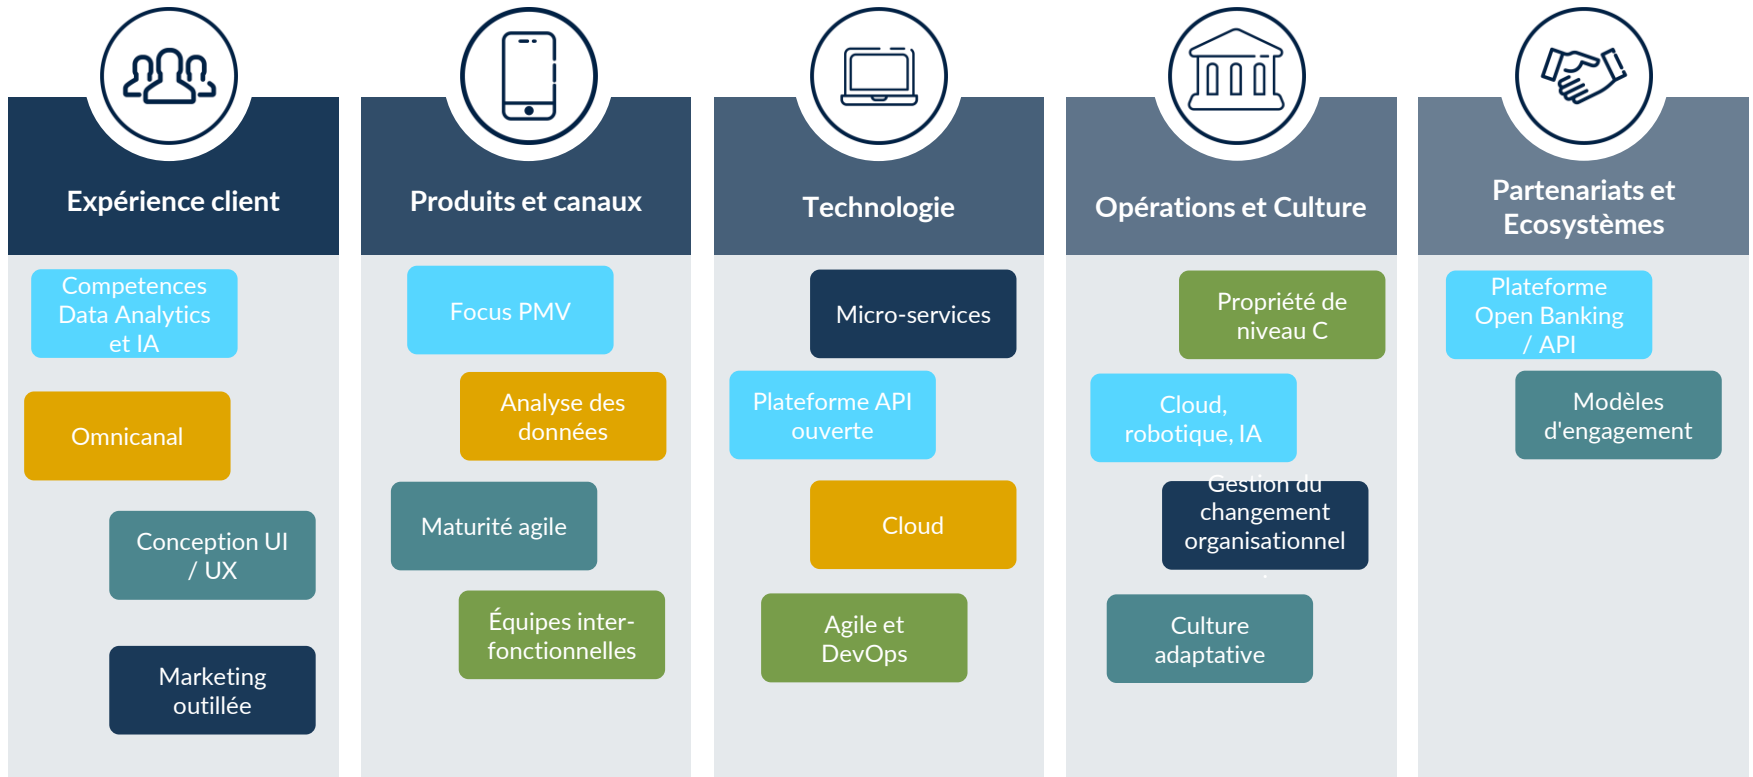 Expérience client
Competences
Data Analytics
et IA
Omnicanal
Conception UI
/ UX
Marketing
outillée
Produits et canaux
Focus PMV
Analyse des
données
Maturité agile
Équipes inter-
fonctionnelles
Technologie
Micro-services
Plateforme API
ouverte
Cloud
Agile et
DevOps
Opérations et Culture
Propriété de
niveau C
Cloud,
robotique, IA
Gestion du
changement
organisationnel
.
Culture
adaptative
Partenariats et
Ecosystèmes
Plateforme
Open Banking
/ API
Modèles
d'engagement